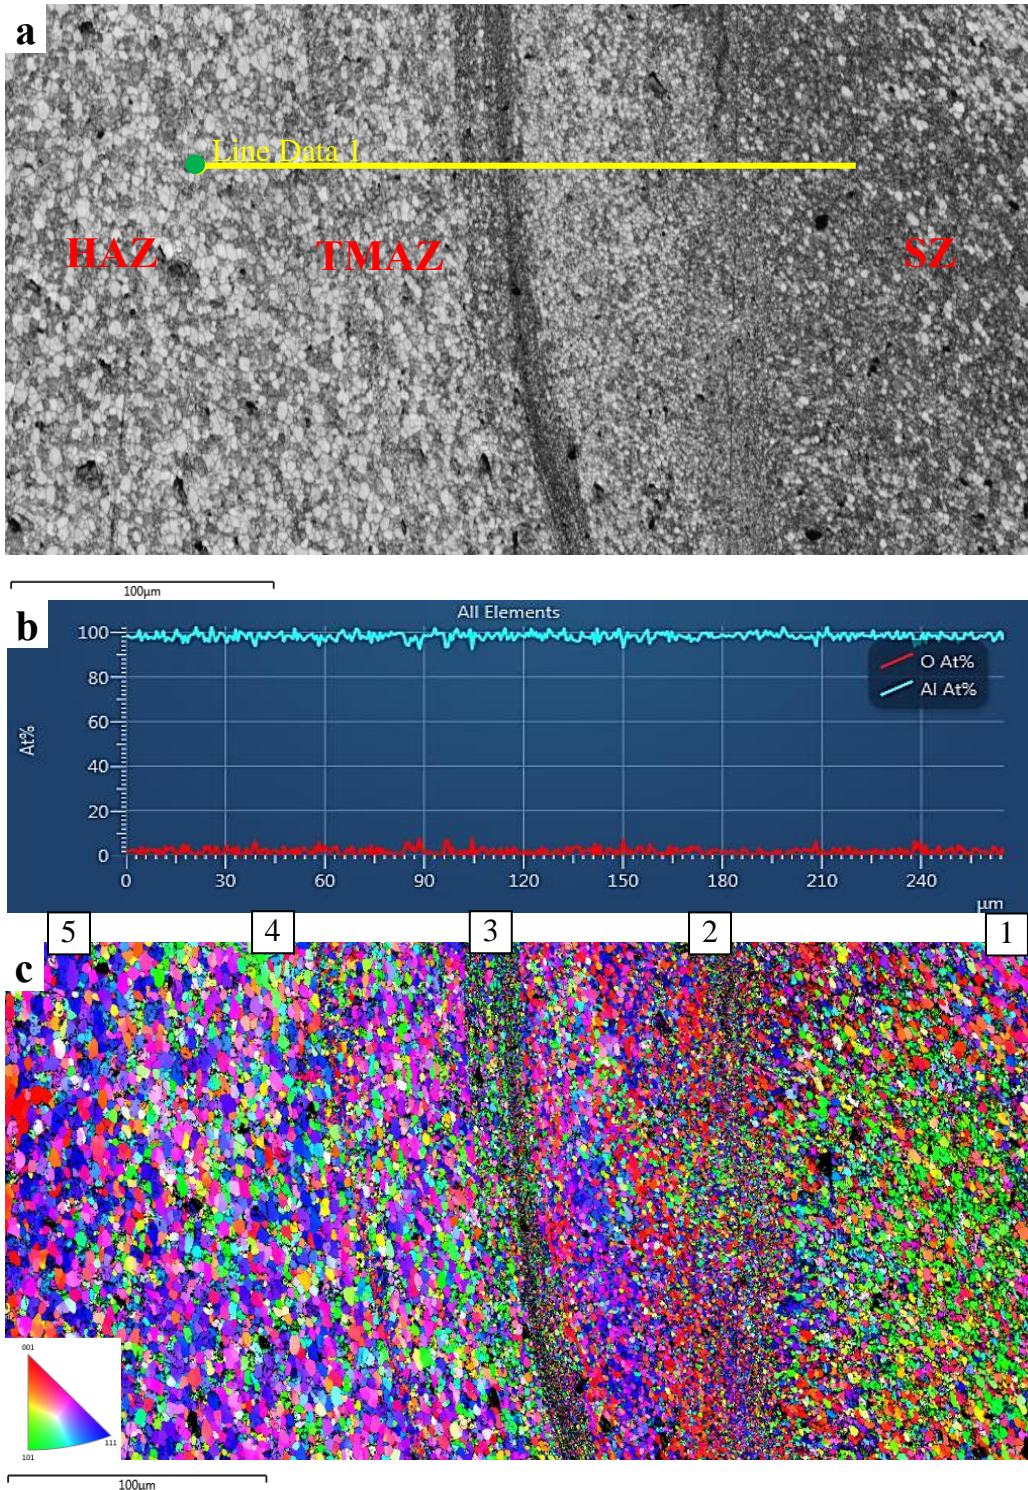 a
Line Data 1
HAZ
TMAZ
SZ
100µm
b
All Elements
100
80
60
40
20
0
At%
O At%
Al At%
0 30 60 90 120 150 180 210 240
µm
5 4 3 2 1
c
001
101
111
100µm